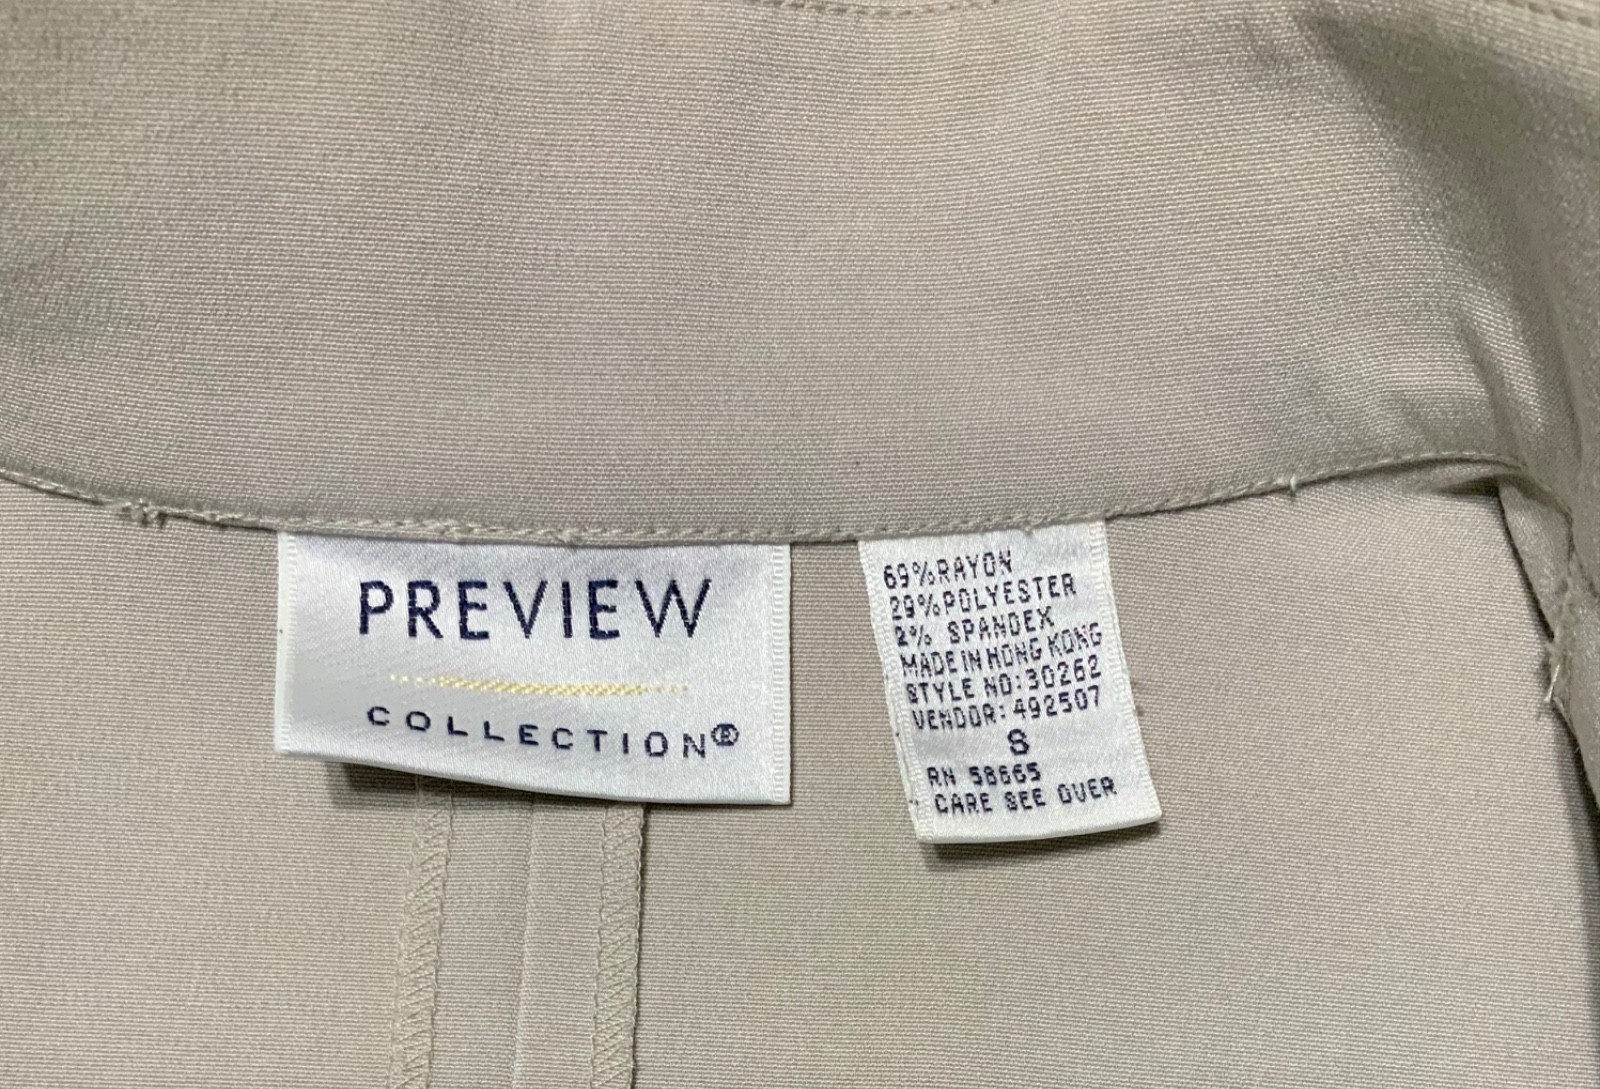 PREVIEW
COLLECTION®
69%RAYON
29%POLYESTER
2% SPANDEX
MADE IN HONG KONG
STYLE NO:30262
VENDOR:492507
8
RN 58665
CARE SEE OVER